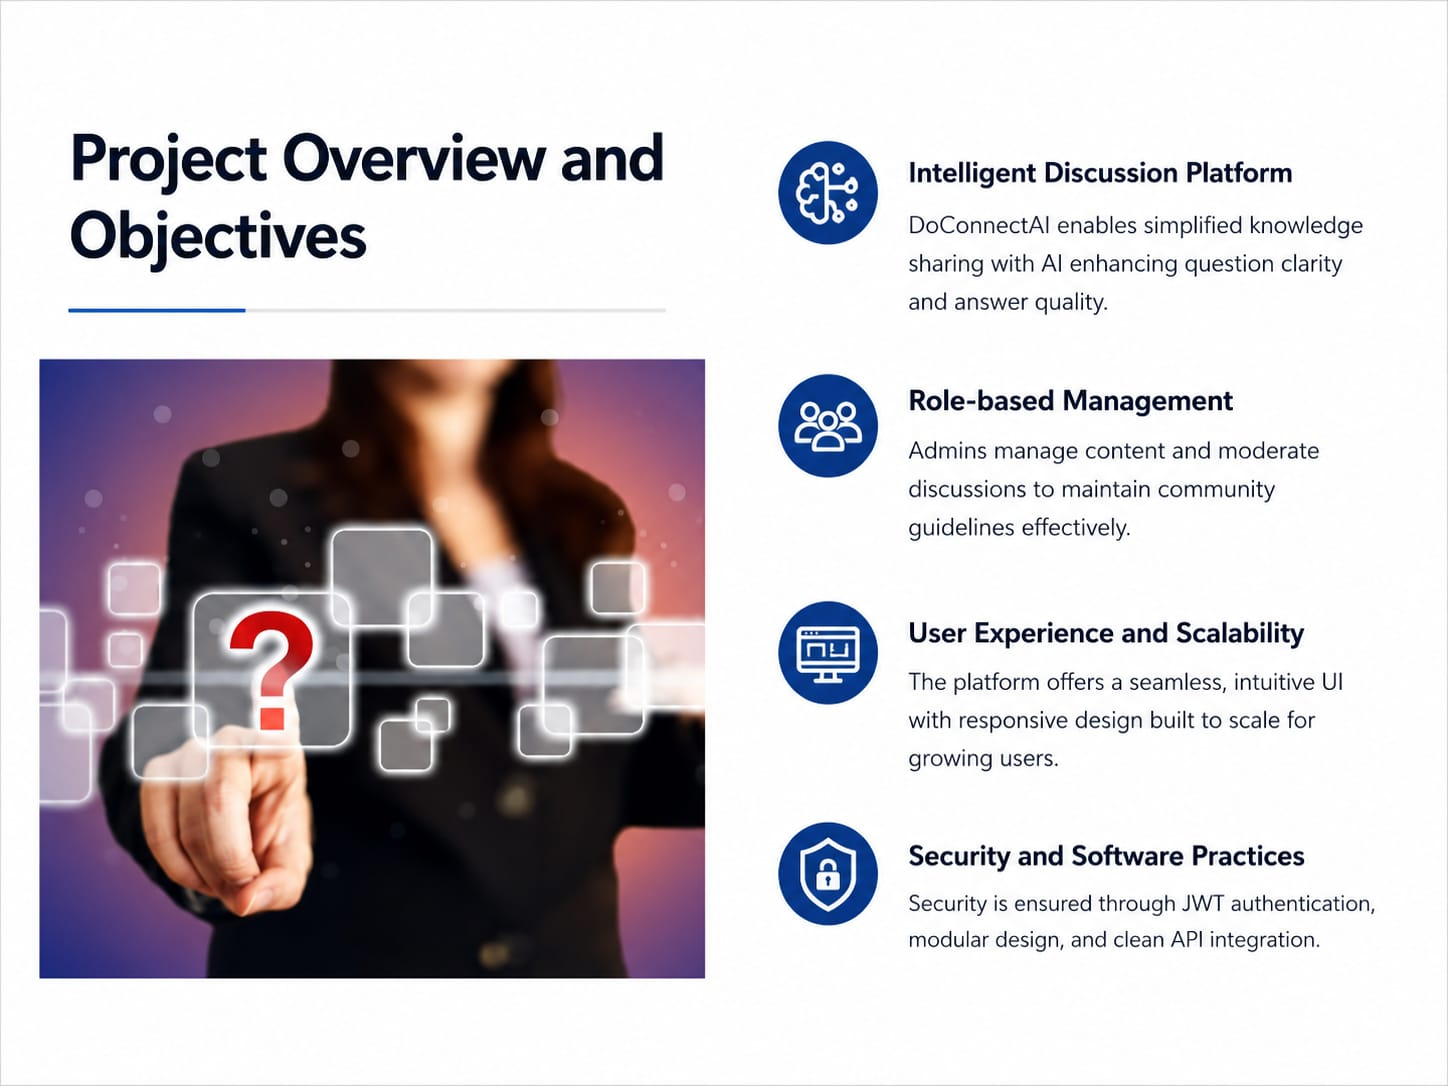 Project Overview and
Objectives
?
Intelligent Discussion Platform
DoConnectAI enables simplified knowledge
sharing with AI enhancing question clarity
and answer quality.
Role-based Management
Admins manage content and moderate
discussions to maintain community
guidelines effectively.
User Experience and Scalability
The platform offers a seamless, intuitive UI
with responsive design built to scale for
growing users.
Security and Software Practices
Security is ensured through JWT authentication,
modular design, and clean API integration.